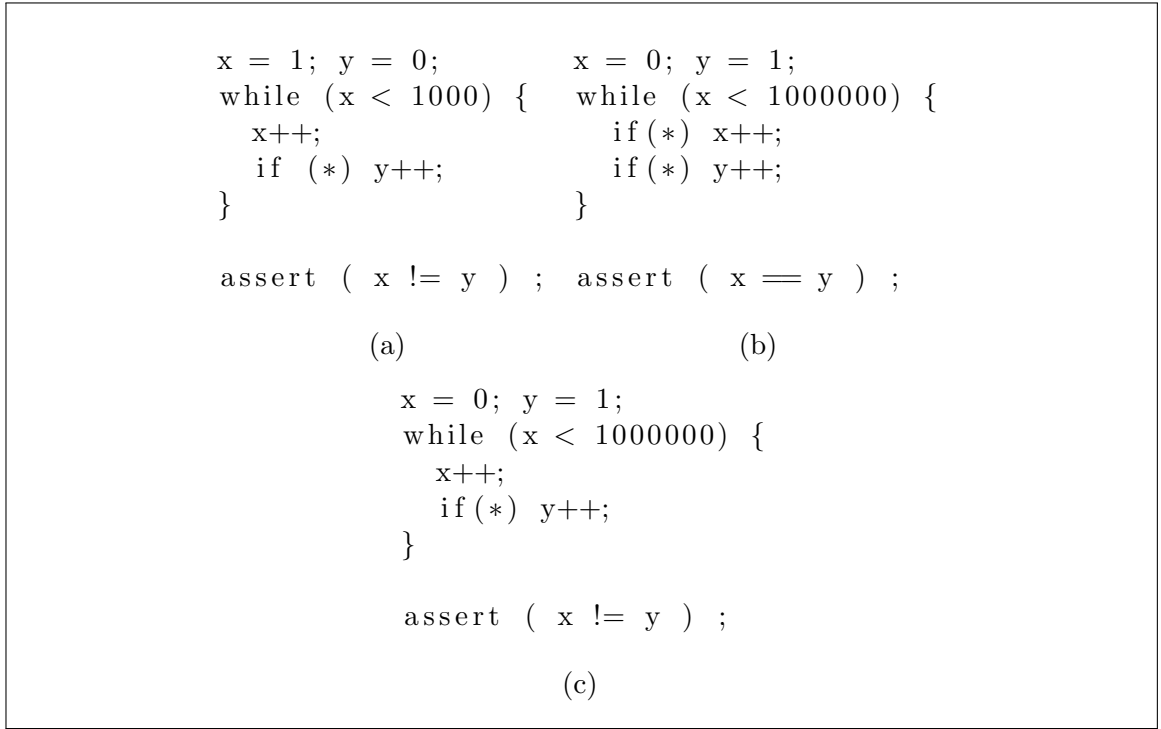 x = 1; y = 0;
while (x < 1000) {
x++;
if (*) y++;
}
assert ( x != y ) ;
(a)
x = 0; y = 1;
while (x < 1000000) {
if(*) x++;
if(*) y++;
}
assert ( x == y ) ;
(b)
x = 0; y = 1;
while (x < 1000000) {
x++;
if(*) y++;
}
assert ( x != y ) ;
(c)